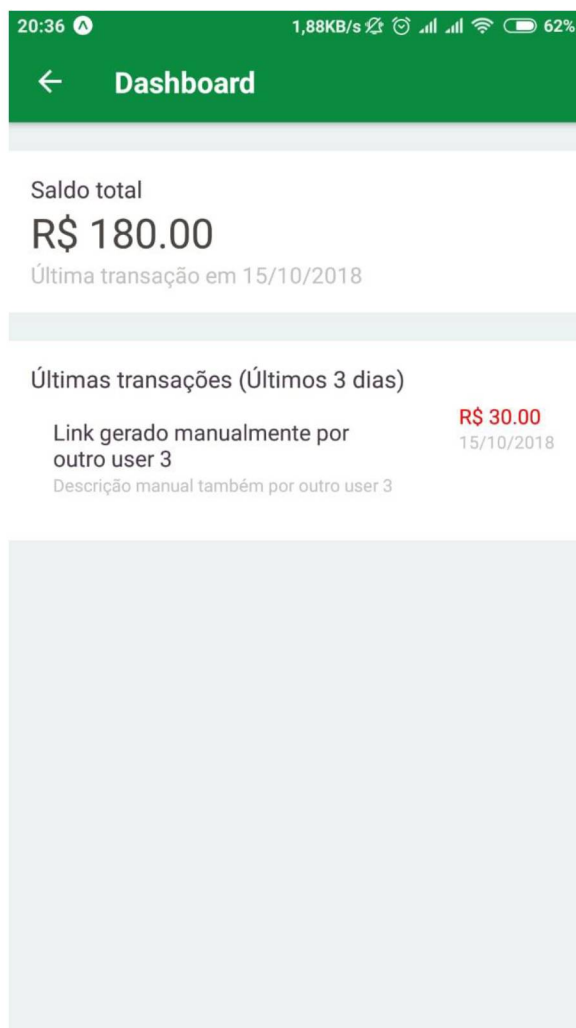 20:36 1,88KB/s 62%
Dashboard
Saldo total
R$ 180.00
Última transação em 15/10/2018
Últimas transações (Últimos 3 dias)
Link gerado manualmente por
outro user 3
Descrição manual também por outro user 3
R$ 30.00
15/10/2018